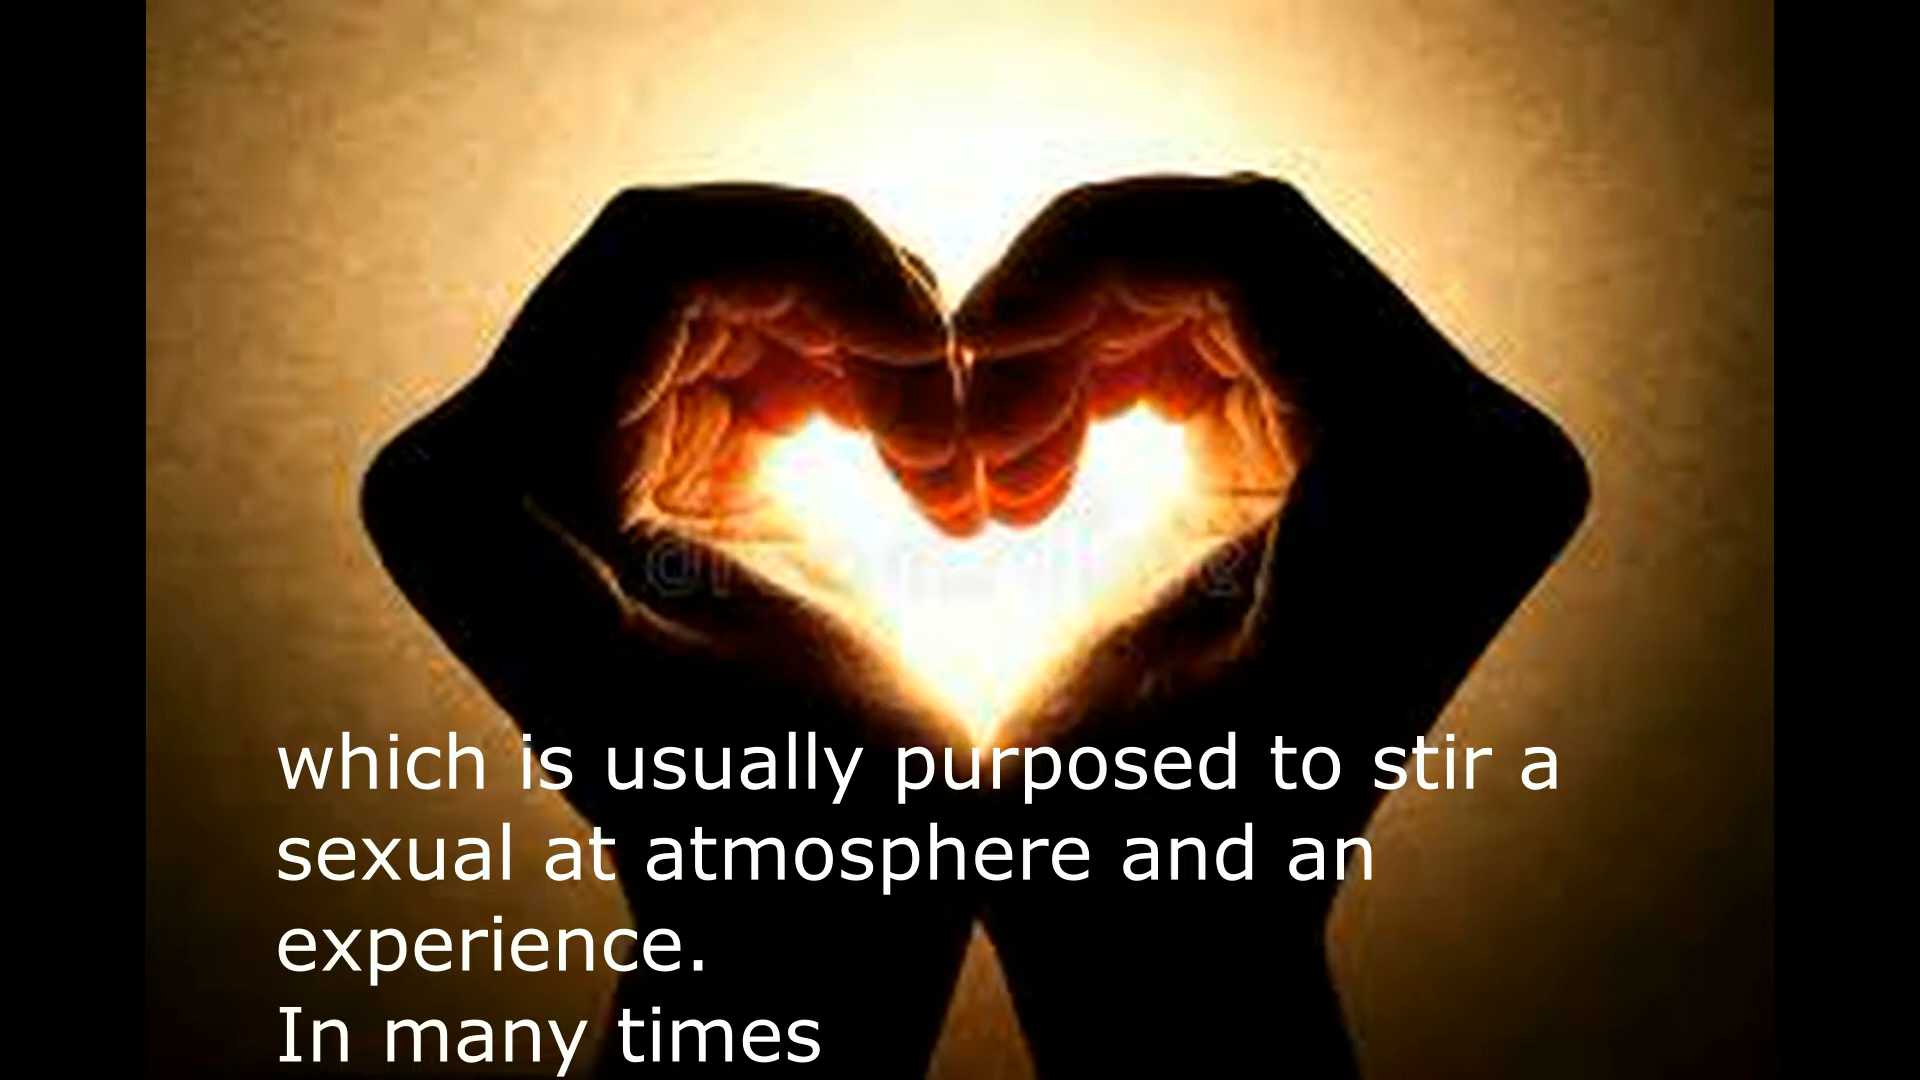 which is usually purposed to stir a
sexual at atmosphere and an
experience.
In many times